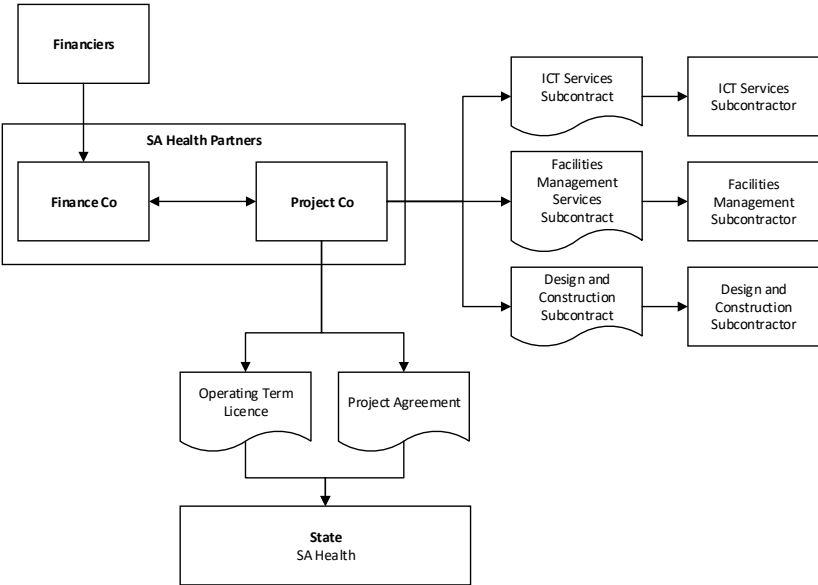 Financiers
SA Health Partners
Finance Co
Project Co
ICT Services
Subcontract
ICT Services
Subcontractor
Facilities
Management
Services
Subcontract
Facilities
Management
Subcontractor
Design and
Construction
Subcontract
Design and
Construction
Subcontractor
Operating Term
Licence
Project Agreement
State
SA Health